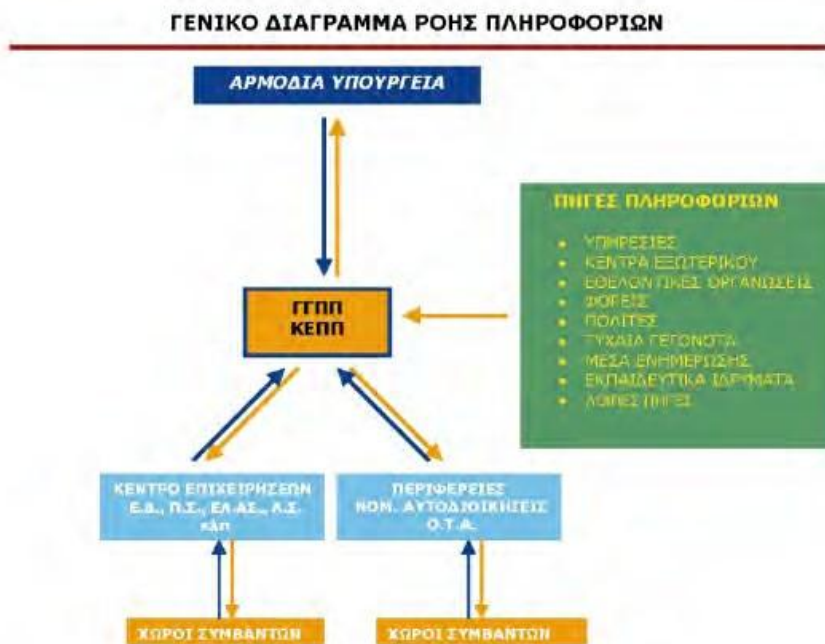 ΓΕΝΙΚΟ ΔΙΑΓΡΑΜΜΑ ΡΟΗΣ ΠΛΗΡΟΦΟΡΙΩΝ
ΑΡΜΟΔΙΑ ΥΠΟΥΡΓΕΙΑ
ΠΗΓΕΣ ΠΛΗΡΟΦΟΡΙΩΝ
• ΥΠΗΡΕΣΙΕΣ
• ΚΕΝΤΡΑ ΕΞΩΤΕΡΙΚΟΥ
• ΕΘΕΛΟΝΤΙΚΕΣ ΟΡΓΑΝΩΣΕΙΣ
• ΦΟΡΕΙΣ
• ΠΟΛΙΤΕΣ
• ΤΥΧΑΙΑ ΓΕΓΟΝΟΤΑ
• ΜΕΣΑ ΕΝΗΜΕΡΩΣΗΣ
• ΕΚΠΑΙΔΕΥΤΙΚΑ ΙΔΡΥΜΑΤΑ
• ΛΟΙΠΕΣ ΠΗΓΕΣ
ΓΓΠΠ
ΚΕΠΠ
ΚΕΝΤΡΟ ΕΠΙΧΕΙΡΗΣΕΩΝ
Ε.Δ., Π.Σ., ΕΛ.ΑΣ., Λ.Σ.
κλπ
ΠΕΡΙΦΕΡΕΙΕΣ
ΝΟΜ. ΑΥΤΟΔΙΟΙΚΗΣΕΙΣ
Ο.Τ.Α.
ΧΩΡΟΙ ΣΥΜΒΑΝΤΩΝ
ΧΩΡΟΙ ΣΥΜΒΑΝΤΩΝ